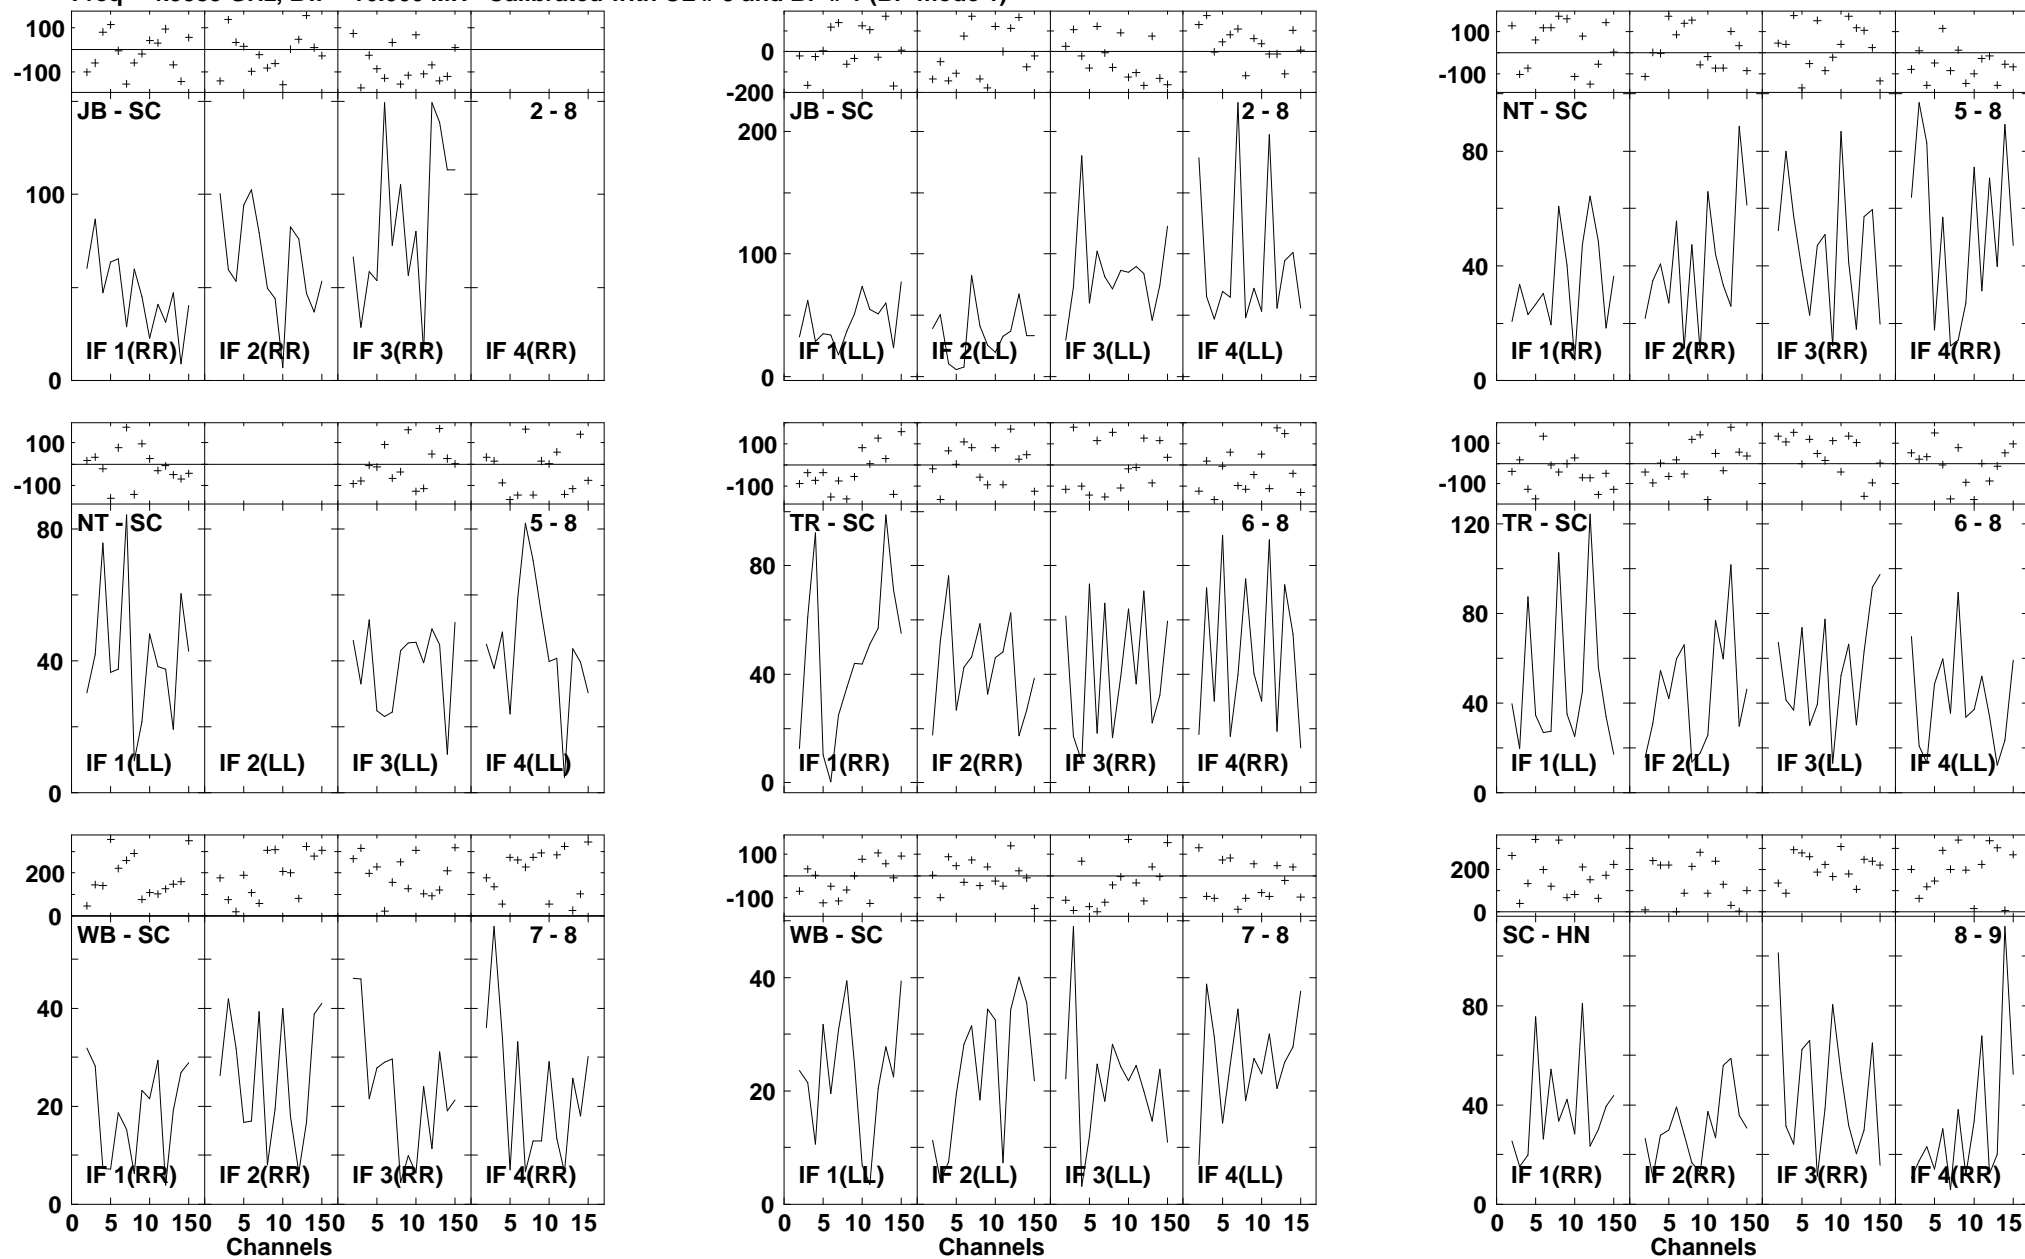 100 100 100
-100 0 -100
-200
JB - SC 2 - 8 JB - SC 2 - 8 NT - SC 5 - 8
200 80
100 100 40
IF 1(RR) IF 2(RR) IF 3(RR) IF 4(RR) IF 1(LL) IF 2(LL) IF 3(LL) IF 4(LL) IF 1(RR) IF 2(RR) IF 3(RR) IF 4(RR)
0 0 0
100 100 100
-100 -100 -100
NT - SC 5 - 8 TR - SC 6 - 8 TR - SC 6 - 8
80 80 120
80
40 40 40
IF 1(LL) IF 2(LL) IF 3(LL) IF 4(LL) IF 1(RR) IF 2(RR) IF 3(RR) IF 4(RR) IF 1(LL) IF 2(LL) IF 3(LL) IF 4(LL)
0 0 0
200 100 200
0 -100 0
WB - SC 7 - 8 WB - SC 7 - 8 SC - HN 8 - 9
40 40 80
20 20 40
IF 1(RR) IF 2(RR) IF 3(RR) IF 4(RR) IF 1(LL) IF 2(LL) IF 3(LL) IF 4(LL) IF 1(RR) IF 2(RR) IF 3(RR) IF 4(RR)
0 0 0
0 5 10 150 5 10 150 5 10 150 5 10 15 0 5 10 150 5 10 150 5 10 150 5 10 15 0 5 10 150 5 10 150 5 10 150 5 10 15
Channels Channels Channels